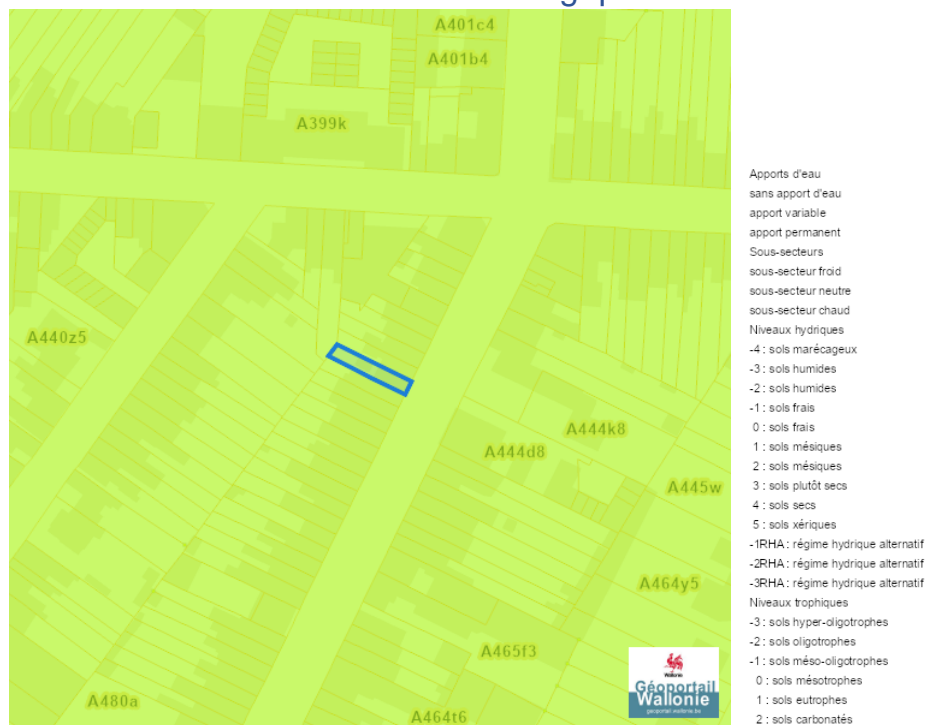 A401c4
A401b4
A399k
A440z5
A444k8
A444d8
A445w
A464y5
A465f3
A480a
A464t6
Wallonie
Géoportail
Wallonie
geoportail.wallonie.be
Apports d'eau
sans apport d'eau
apport variable
apport permanent
Sous-secteurs
sous-secteur froid
sous-secteur neutre
sous-secteur chaud
Niveaux hydriques
-4 : sols marécageux
-3 : sols humides
-2 : sols humides
-1 : sols frais
0 : sols frais
1 : sols mésiques
2 : sols mésiques
3 : sols plutôt secs
4 : sols secs
5 : sols xériques
-1RHA : régime hydrique alternatif
-2RHA : régime hydrique alternatif
-3RHA : régime hydrique alternatif
Niveaux trophiques
-3 : sols hyper-oligotrophes
-2 : sols oligotrophes
-1 : sols méso-oligotrophes
0 : sols mésotrophes
1 : sols eutrophes
2 : sols carbonatés